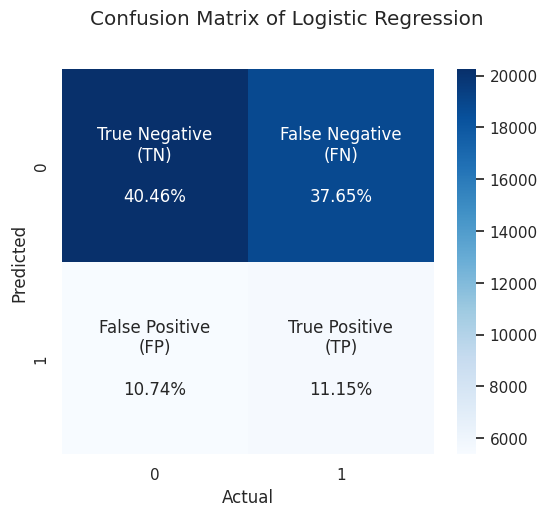 Confusion Matrix of Logistic Regression
True Negative
(TN)
40.46%
False Negative
(FN)
37.65%
False Positive
(FP)
10.74%
True Positive
(TP)
11.15%
Predicted
0
1
0
1
Actual
20000
18000
16000
14000
12000
10000
8000
6000